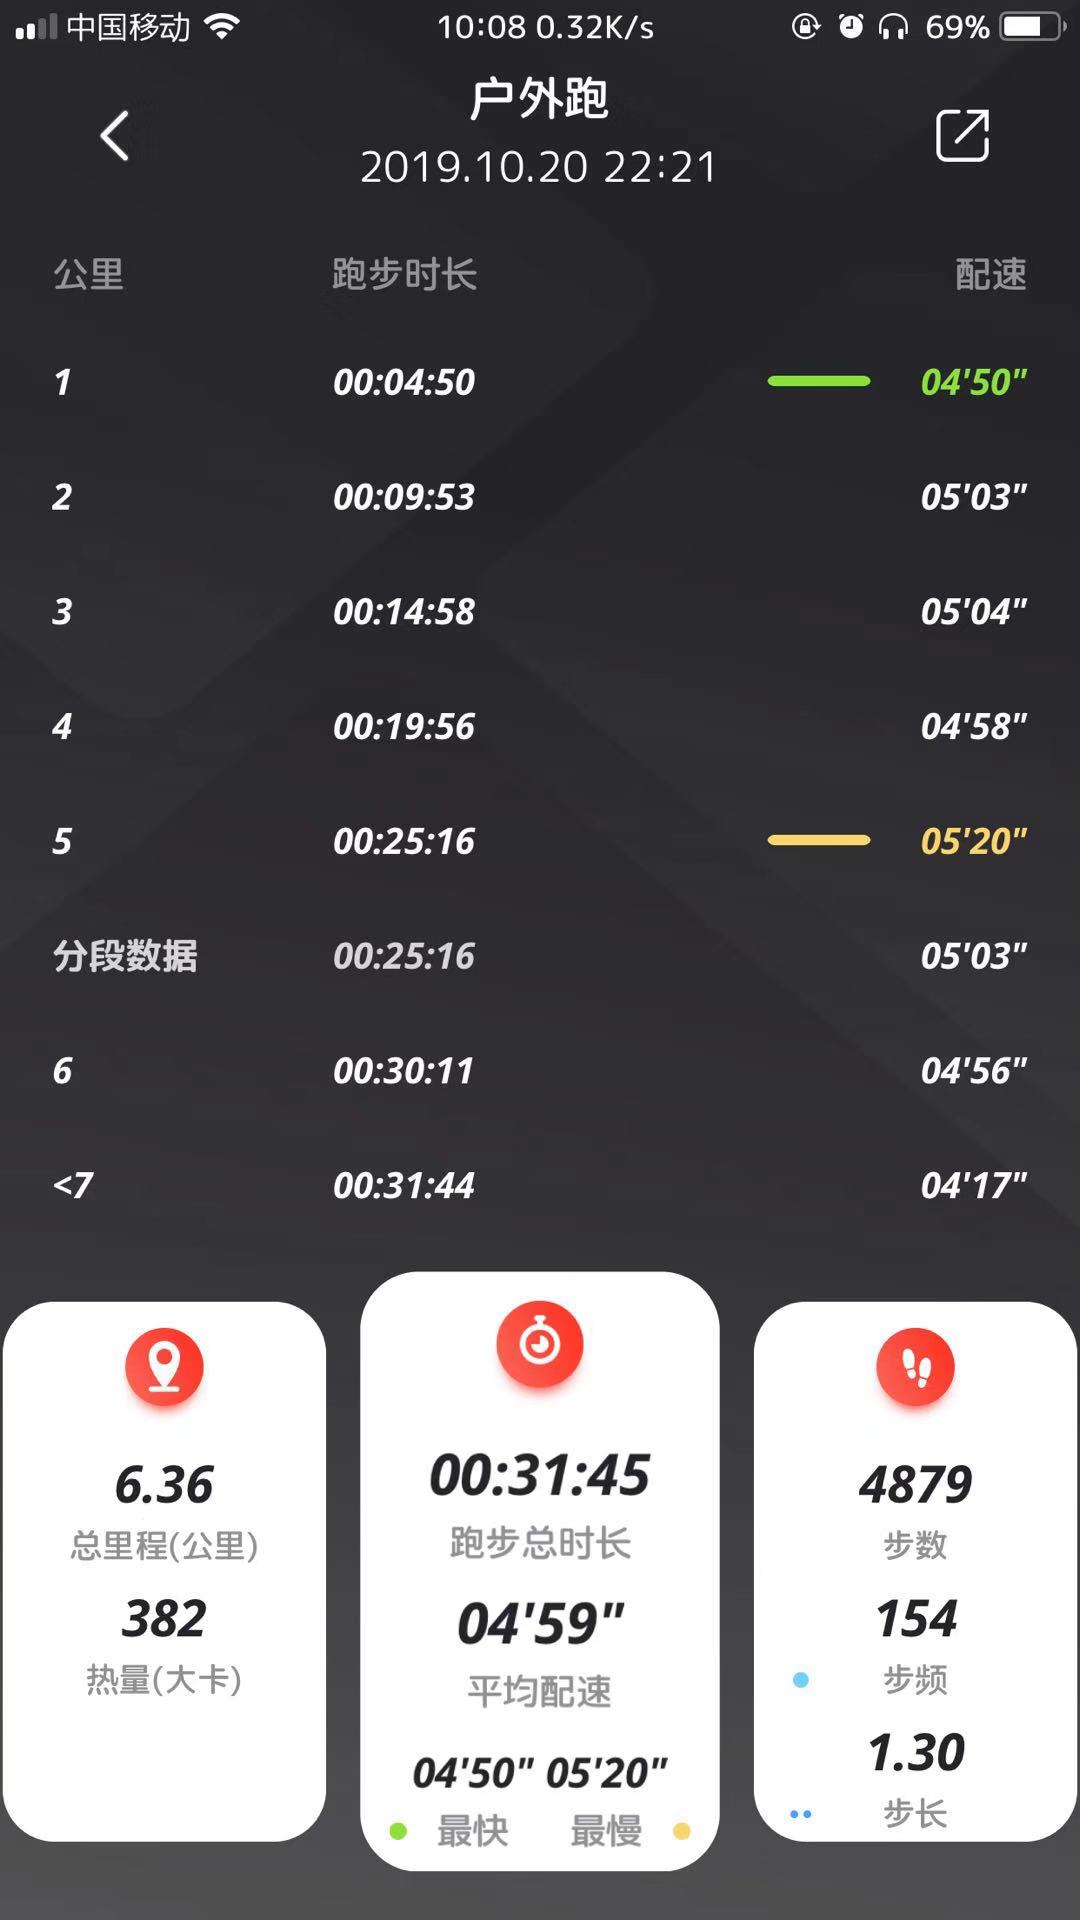 中国移动 10:08 0.32K/s 69%
户外跑
2019.10.20 22:21
公里 跑步时长 配速
1 00:04:50 04'50"
2 00:09:53 05'03"
3 00:14:58 05'04"
4 00:19:56 04'58"
5 00:25:16 05'20"
分段数据 00:25:16 05'03"
6 00:30:11 04'56"
<7 00:31:44 04'17"
6.36
总里程(公里)
382
热量(大卡)
00:31:45
跑步总时长
04'59"
平均配速
04'50" 05'20"
最快 最慢
4879
步数
154
步频
1.30
步长